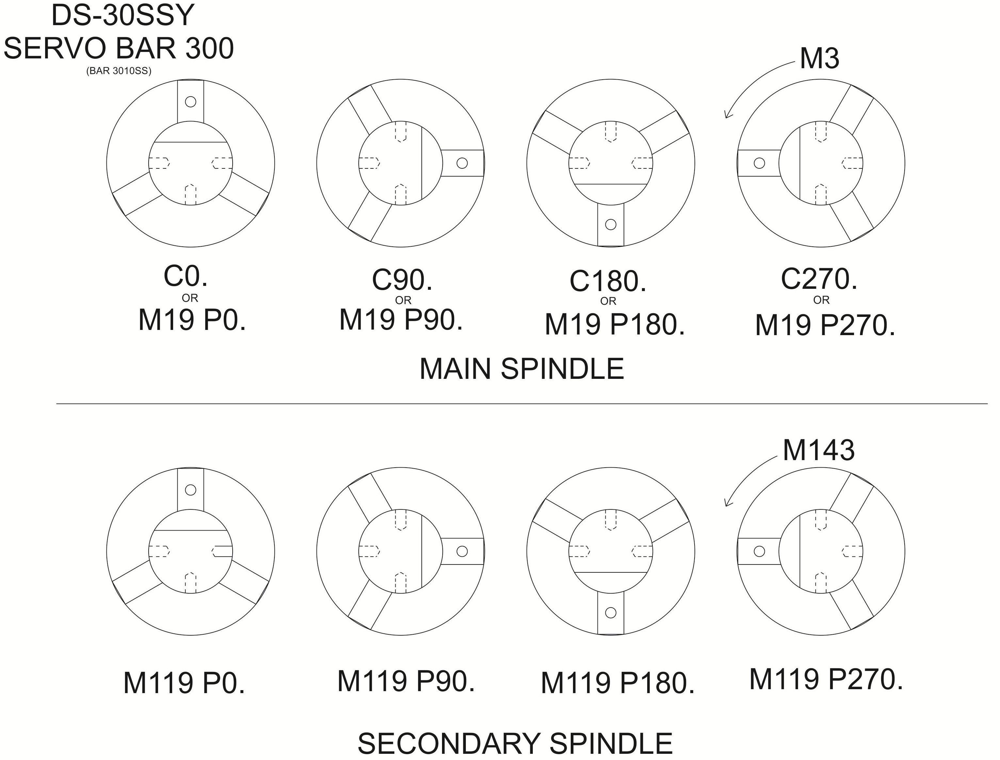 DS-30SSY
SERVO BAR 300
(BAR 3010SS)
M3
C0.
OR
M19 P0.
C90.
OR
M19 P90.
C180.
OR
M19 P180.
C270.
OR
M19 P270.
MAIN SPINDLE
M143
M119 P0.
M119 P90.
M119 P180.
M119 P270.
SECONDARY SPINDLE